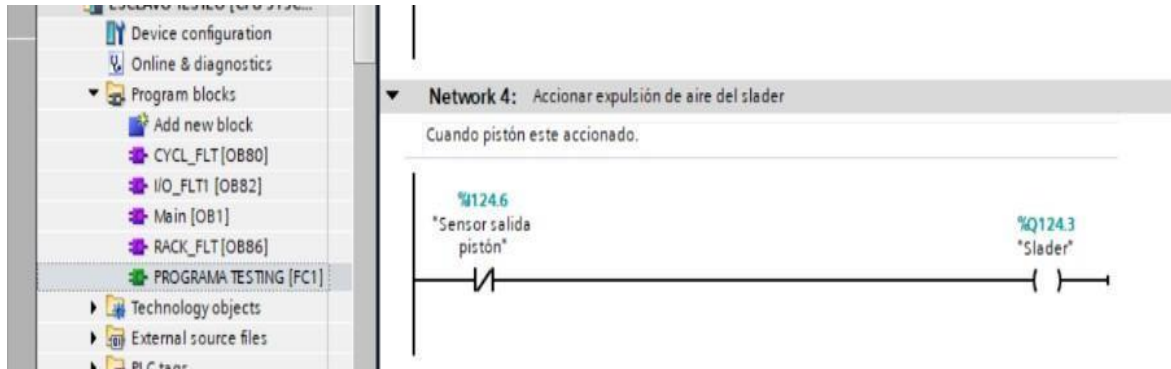 Device configuration
Online & diagnostics
Program blocks
Add new block
CYCL_FLT [OB80]
I/O_FLT1 [OB82]
Main [OB1]
RACK_FLT [OB86]
PROGRAMA TESTING [FC1]
Technology objects
External source files
PLC tags
Network 4: Accionar expulsión de aire del slader
Cuando pistón este accionado.
%I124.6
"Sensor salida
pistón"
%Q124.3
"Slader"